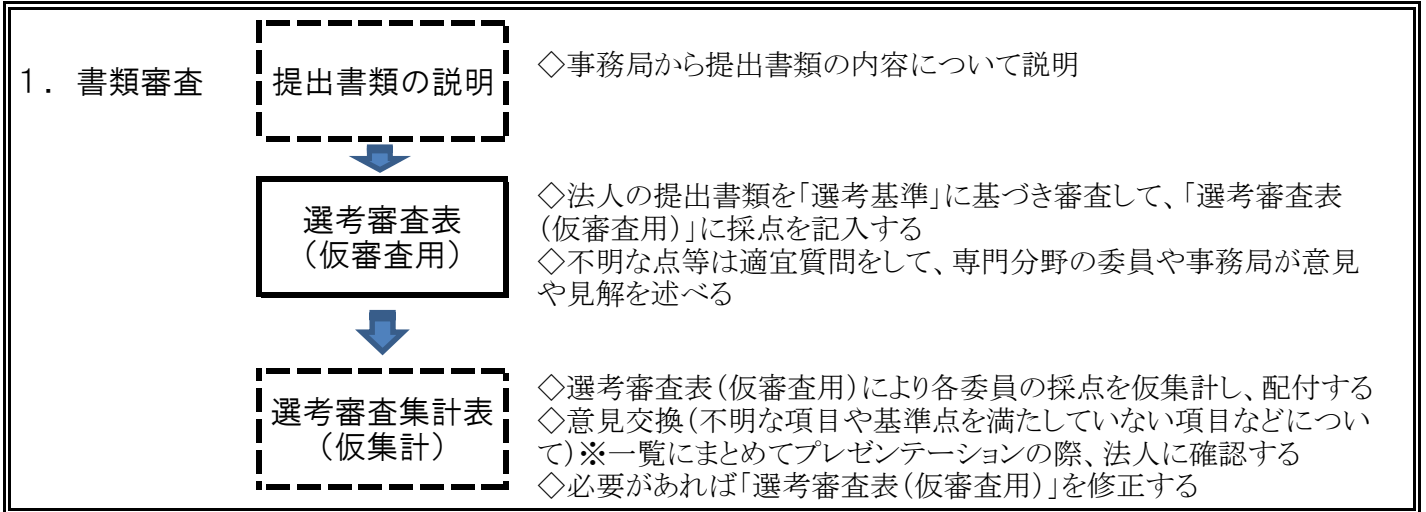 1. 書類審査
提出書類の説明
◇事務局から提出書類の内容について説明
選考審査表
(仮審査用)
◇法人の提出書類を「選考基準」に基づき審査して、「選考審査表
(仮審査用)」に採点を記入する
◇不明な点等は適宜質問をして、専門分野の委員や事務局が意見
や見解を述べる
選考審査集計表
(仮集計)
◇選考審査表(仮審査用)により各委員の採点を仮集計し、配付する
◇意見交換(不明な項目や基準点を満たしていない項目などについ
て)※一覧にまとめてプレゼンテーションの際、法人に確認する
◇必要があれば「選考審査表(仮審査用)」を修正する